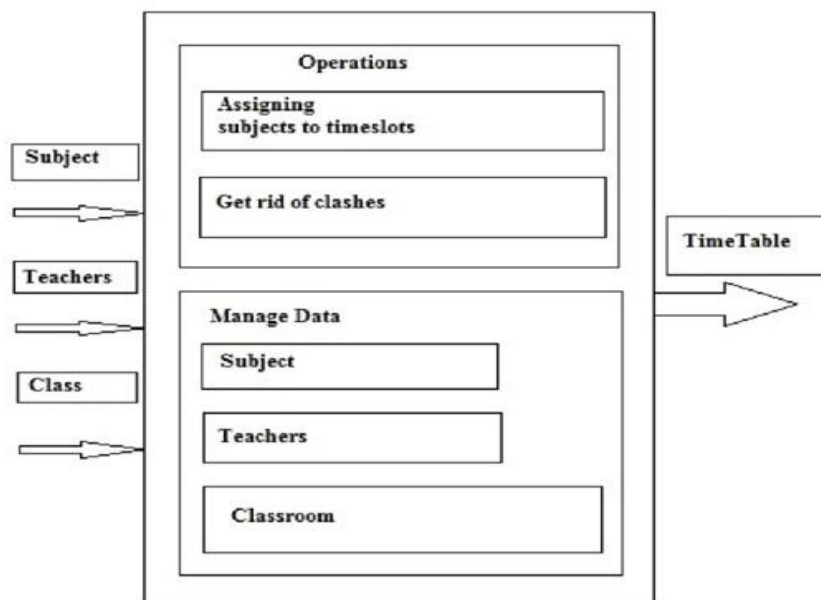 Operations
Assigning
subjects to timeslots
Get rid of clashes
Subject
Teachers
Class
Manage Data
Subject
Teachers
Classroom
TimeTable